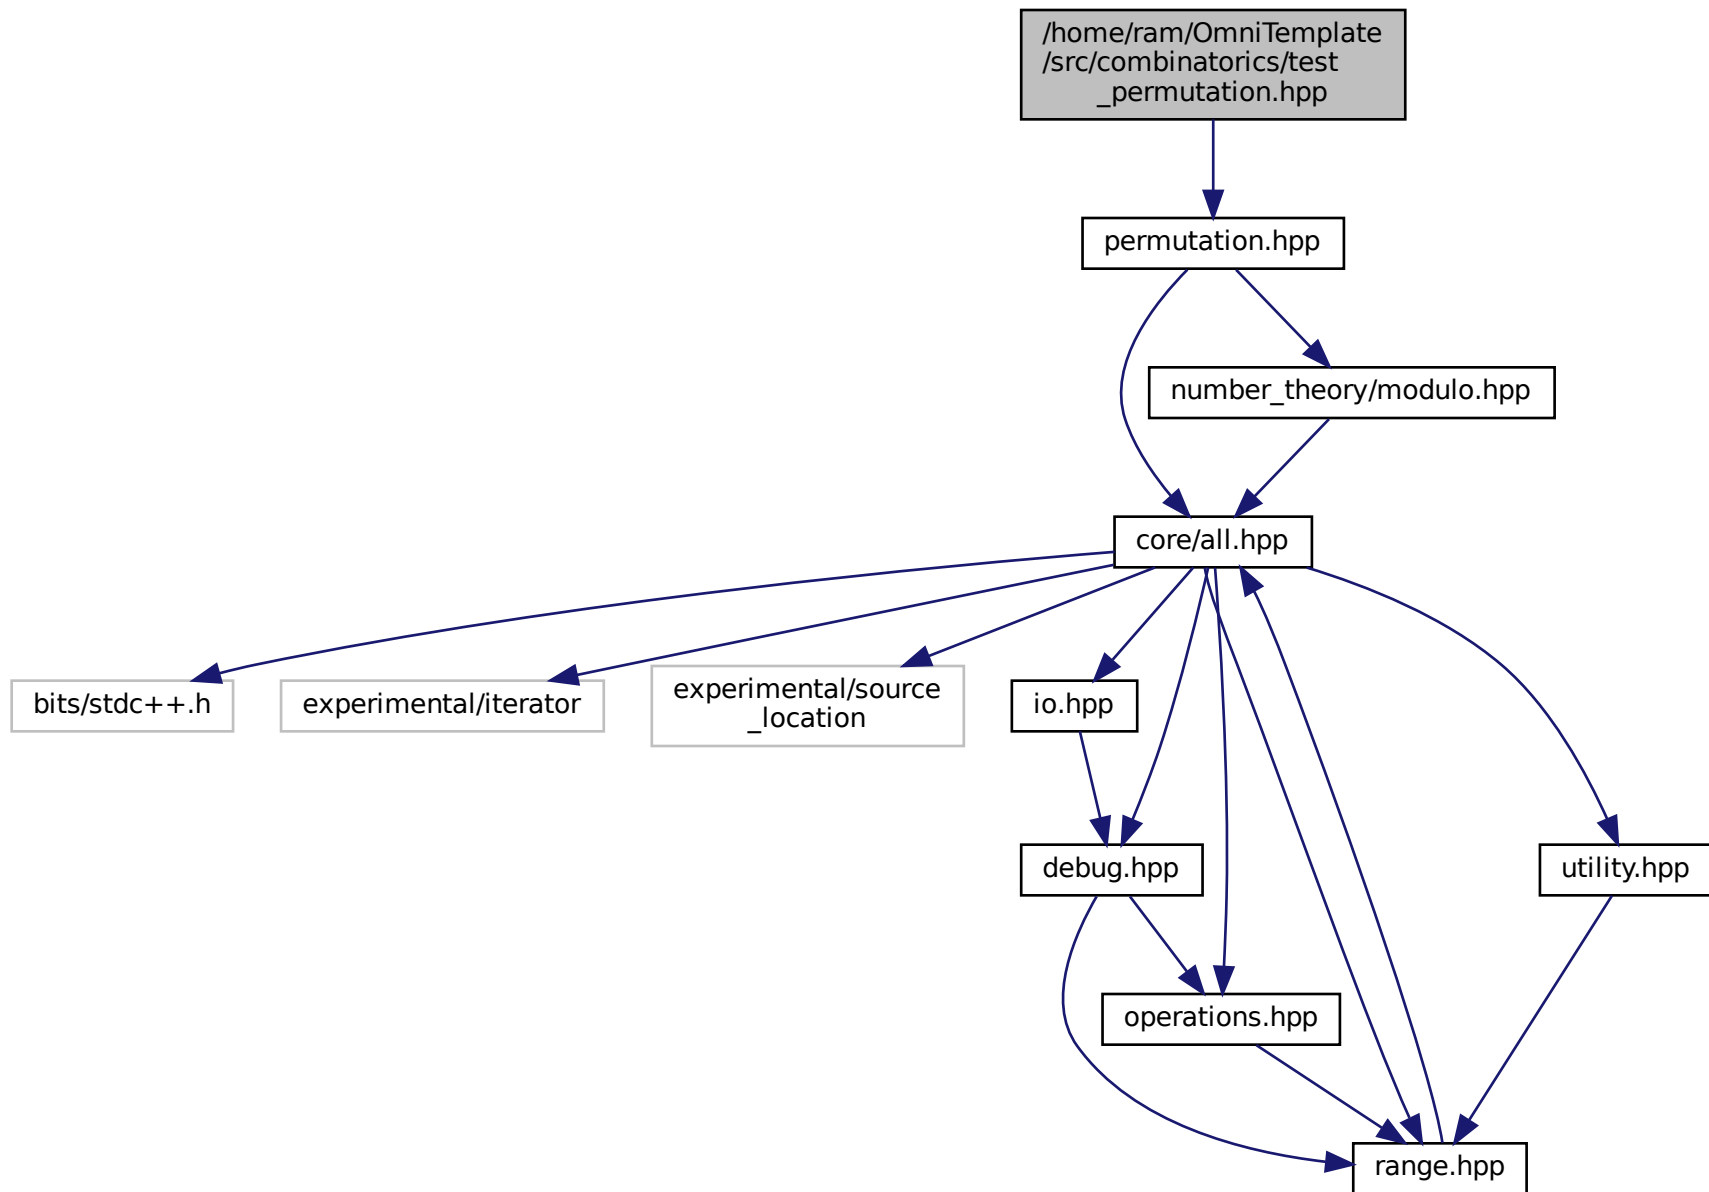 /home/ram/OmniTemplate
/src/combinatorics/test
_permutation.hpp
permutation.hpp
number_theory/modulo.hpp
core/all.hpp
bits/stdc++.h
experimental/iterator
experimental/source
_location
io.hpp
debug.hpp
utility.hpp
operations.hpp
range.hpp